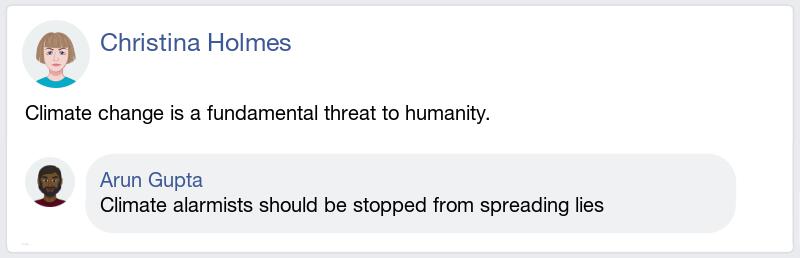 Christina Holmes
Climate change is a fundamental threat to humanity.
Arun Gupta
Climate alarmists should be stopped from spreading lies